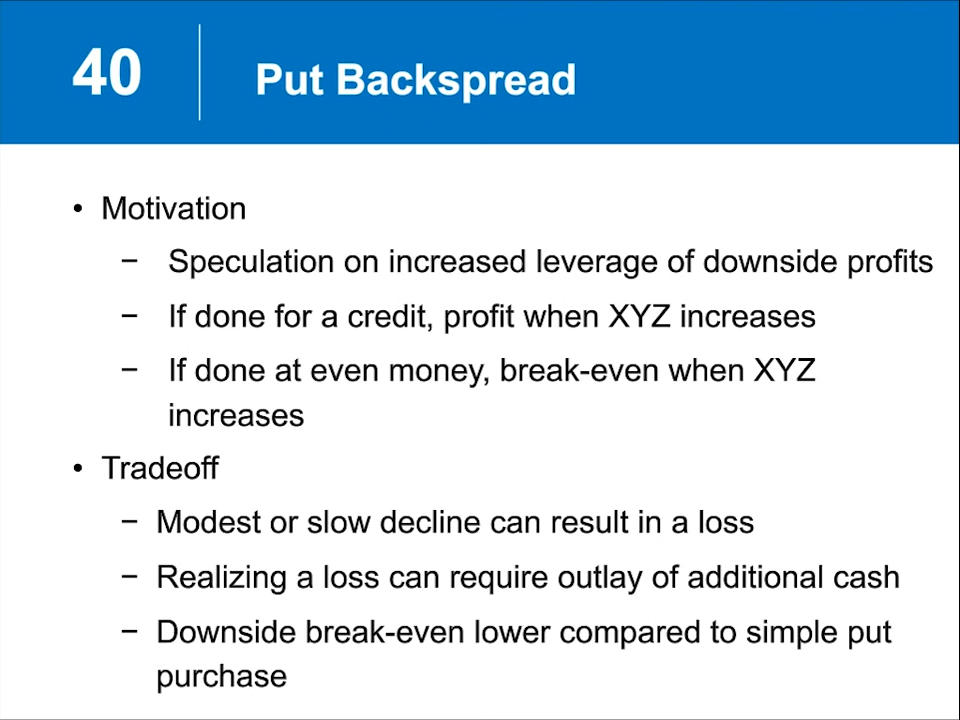 40
Put Backspread
• Motivation
− Speculation on increased leverage of downside profits
− If done for a credit, profit when XYZ increases
− If done at even money, break-even when XYZ
increases
• Tradeoff
− Modest or slow decline can result in a loss
− Realizing a loss can require outlay of additional cash
− Downside break-even lower compared to simple put
purchase